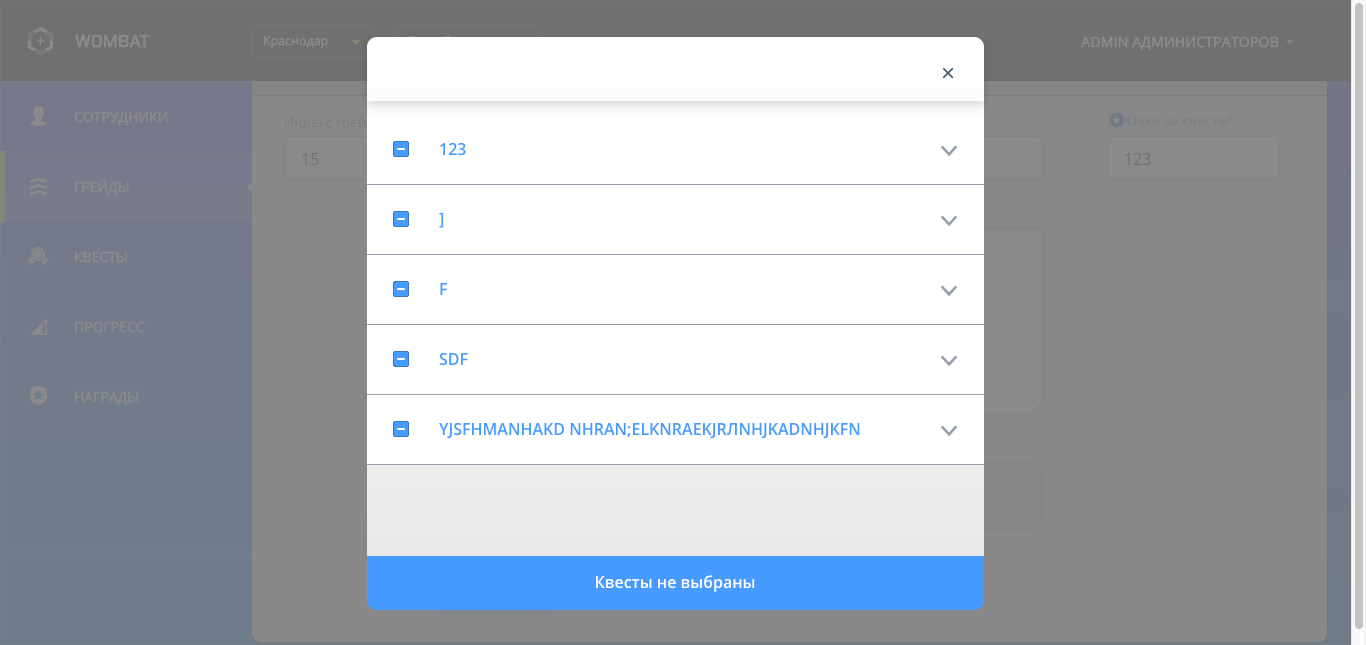 WOMBAT
Краснодар
ADMIN АДМИНИСТРАТОРОВ
СОТРУДНИКИ
ГРЕЙДЫ
КВЕСТЫ
ПРОГРЕСС
НАГРАДЫ
Индекс грей
15
Очки за квесты*
123
123
]
F
SDF
YJSFHMANHAKD NHRAN;ELKNRAEKJRЛNHJKADNHJKFN
Квесты не выбраны